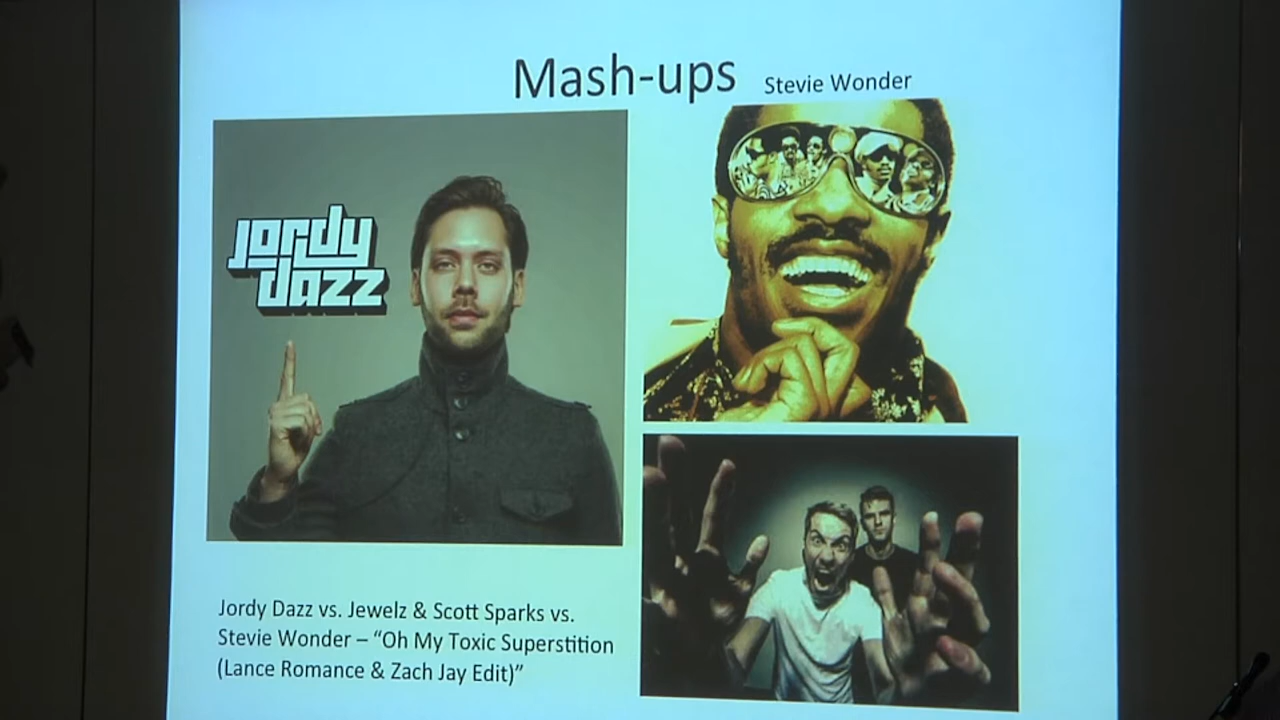 Mash-ups
Stevie Wonder
jordy
dazz
Jordy Dazz vs. Jewelz & Scott Sparks vs.
Stevie Wonder – “Oh My Toxic Superstition
(Lance Romance & Zach Jay Edit)”